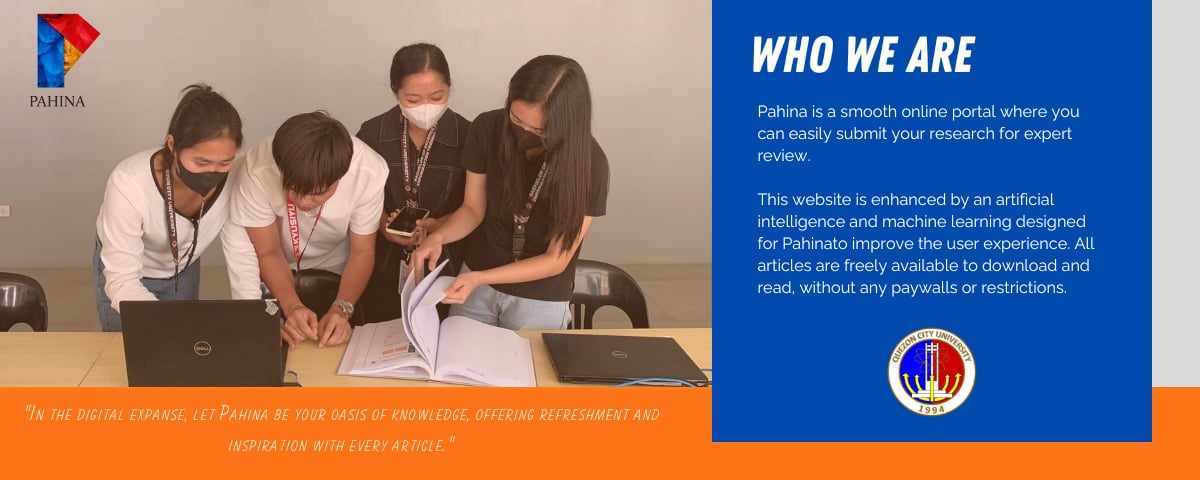 PAHINA
WHO WE ARE
Pahina is a smooth online portal where you
can easily submit your research for expert
review.
This website is enhanced by an artificial
intelligence and machine learning designed
for Pahinato improve the user experience. All
articles are freely available to download and
read, without any paywalls or restrictions.
QUEZON CITY UNIVERSITY
1994
"In the digital expanse, let Pahina be your oasis of knowledge, offering refreshment and
inspiration with every article."
DELL